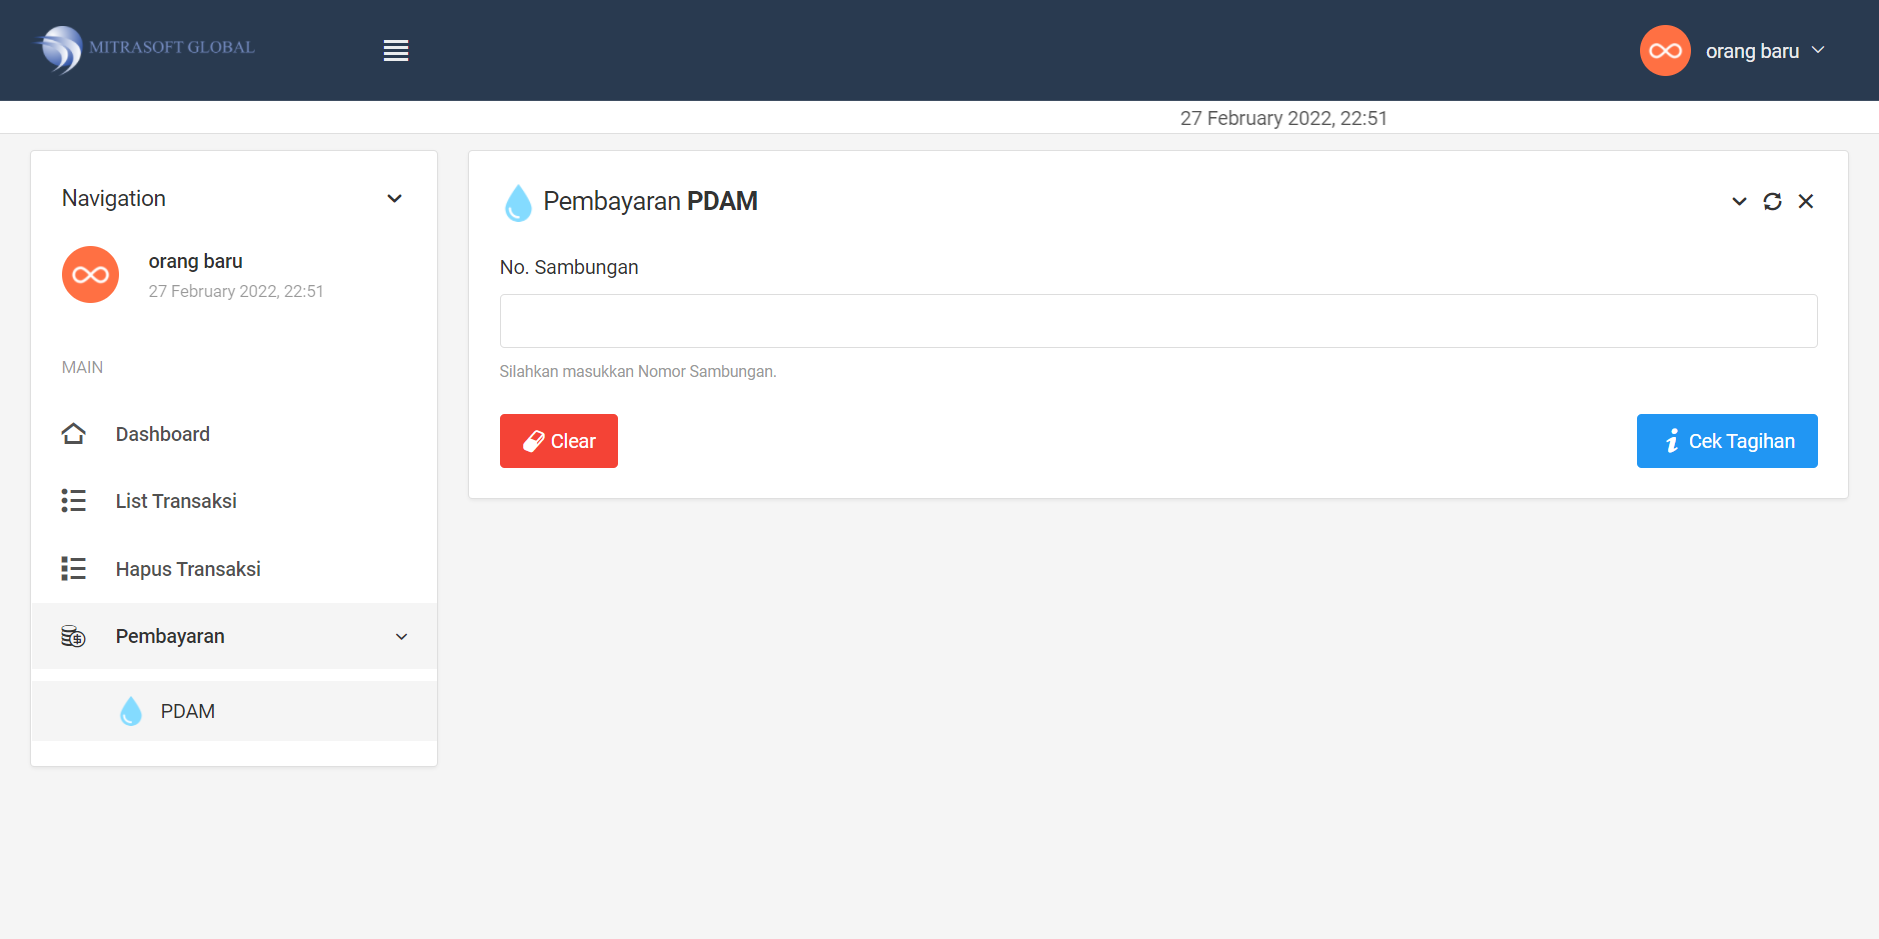 MITRASOFT GLOBAL
orang baru
27 February 2022, 22:51
Navigation
orang baru
27 February 2022, 22:51
MAIN
Dashboard
List Transaksi
Hapus Transaksi
Pembayaran
PDAM
Pembayaran PDAM
No. Sambungan
Silahkan masukkan Nomor Sambungan.
Clear
Cek Tagihan